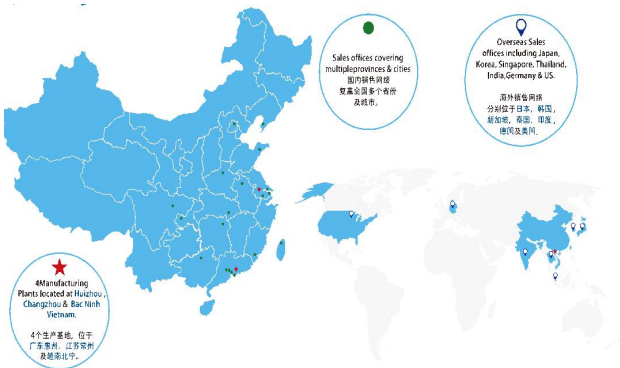 Sales offices covering
multipleprovinces & cities
国内销售网络
复盖全国多个省份
及城市。
Overseas Sales
offices including Japan,
Korea, Singapore, Thailand,
India,Germany & US.
海外销售网络
分别位于日本、韩国，
新加坡，泰国、印度，
德国及美国。
4Manufacturing
Plants located at Huizhou ,
Changzhou & Bac Ninh
Vietnam.
4个生产基地，位于
广东惠州、江苏常州
及越南北宁。